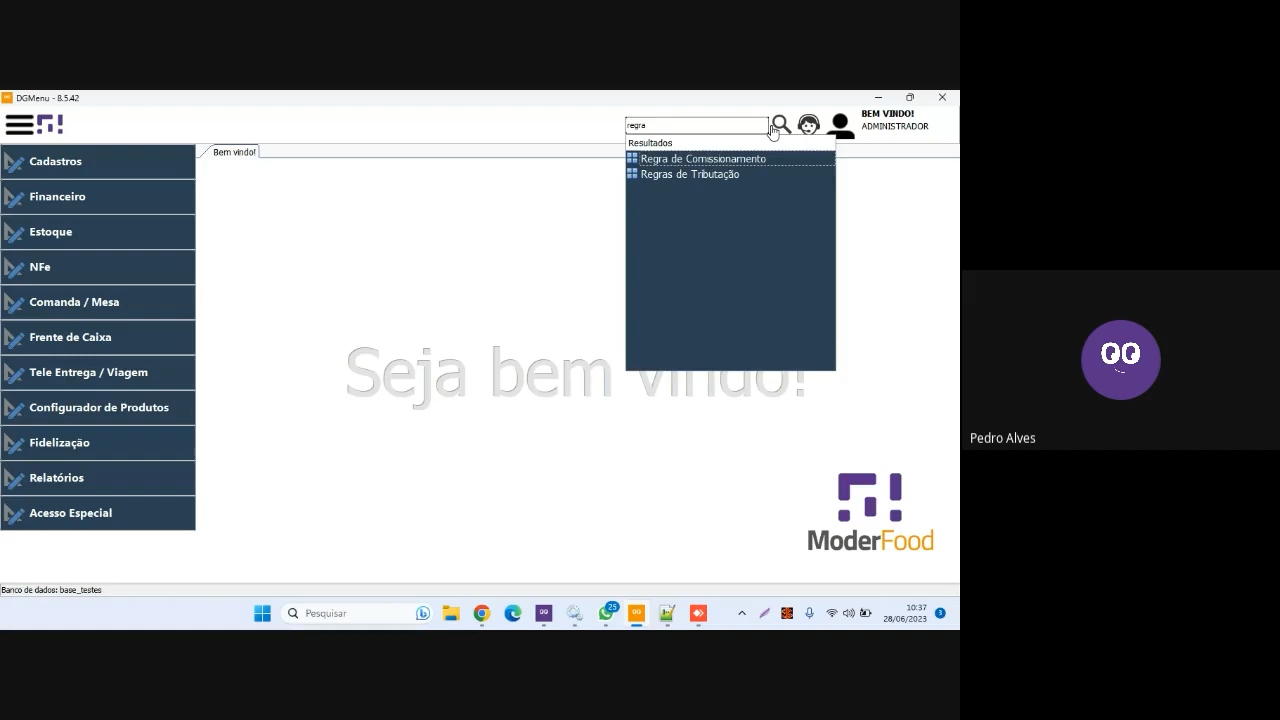 DGMenu - 8.5.42
regra
BEM VINDO!
ADMINISTRADOR
Resultados
Regra de Comissionamento
Regras de Tributação
Bem vindo!
Cadastros
Financeiro
Estoque
NFe
Comanda / Mesa
Frente de Caixa
Tele Entrega / Viagem
Configurador de Produtos
Fidelização
Relatórios
Acesso Especial
Seja bem vindo!
ModerFood
Pedro Alves
Banco de dados: base_testes
Pesquisar
25
10:37
28/06/2023
3